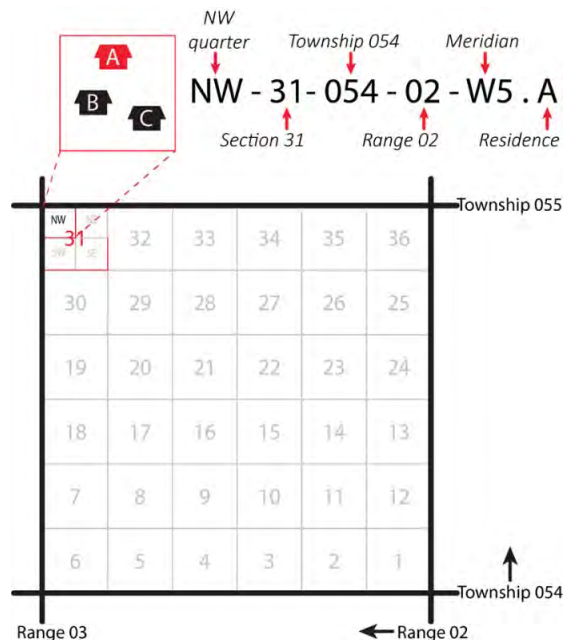 NW quarter
Township 054
Meridian
NW - 31 - 054 - 02 - W5 . A
Section 31
Range 02
Residence
A
B
C
Township 055
NW NE
31 32 33 34 35 36
SW SE
30 29 28 27 26 25
19 20 21 22 23 24
18 17 16 15 14 13
7 8 9 10 11 12
6 5 4 3 2 1
Township 054
Range 03
Range 02